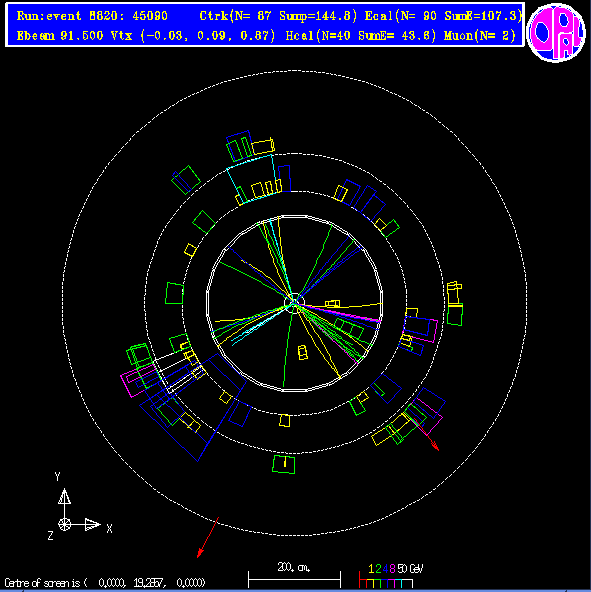 Run:event 8820: 45090 Ctrk(N= 67 Sump=144.8) Ecal(N= 90 SumE=107.3)
Ebeam 91.500 Vtx (-0.03, 0.09, 0.87) Hcal(N=40 SumE= 43.6) Muon(N= 2)
OPAL
Y
X
Z
200. cm.
1 2 4 8 50 GeV
Centre of screen is ( 0.0000, 19.2857, 0.0000)